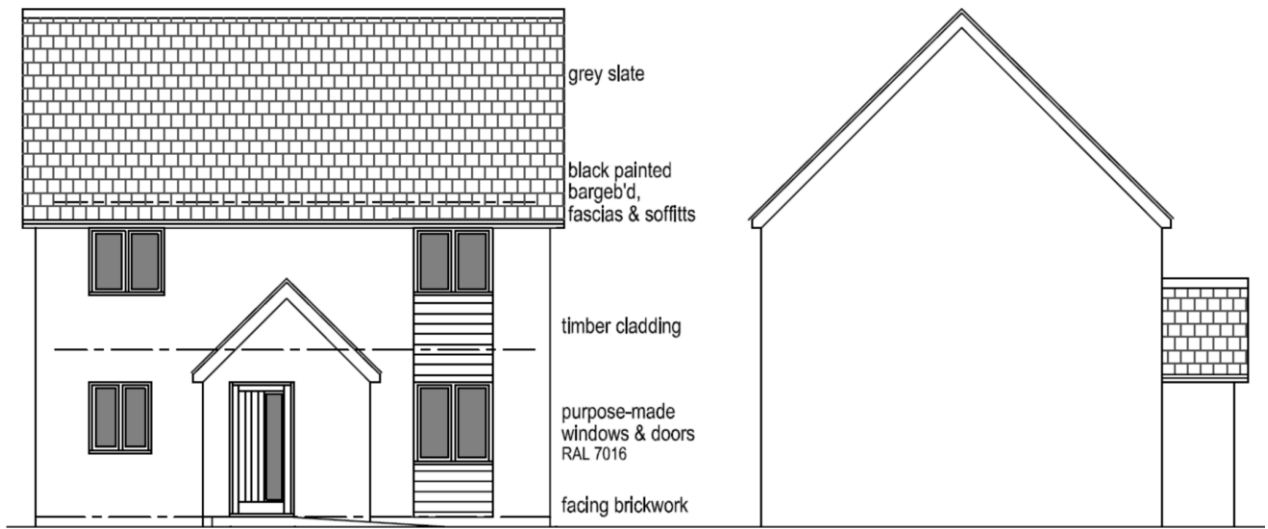 grey slate
black painted
bargeb'd,
fascias & soffitts
timber cladding
purpose-made
windows & doors
RAL 7016
facing brickwork